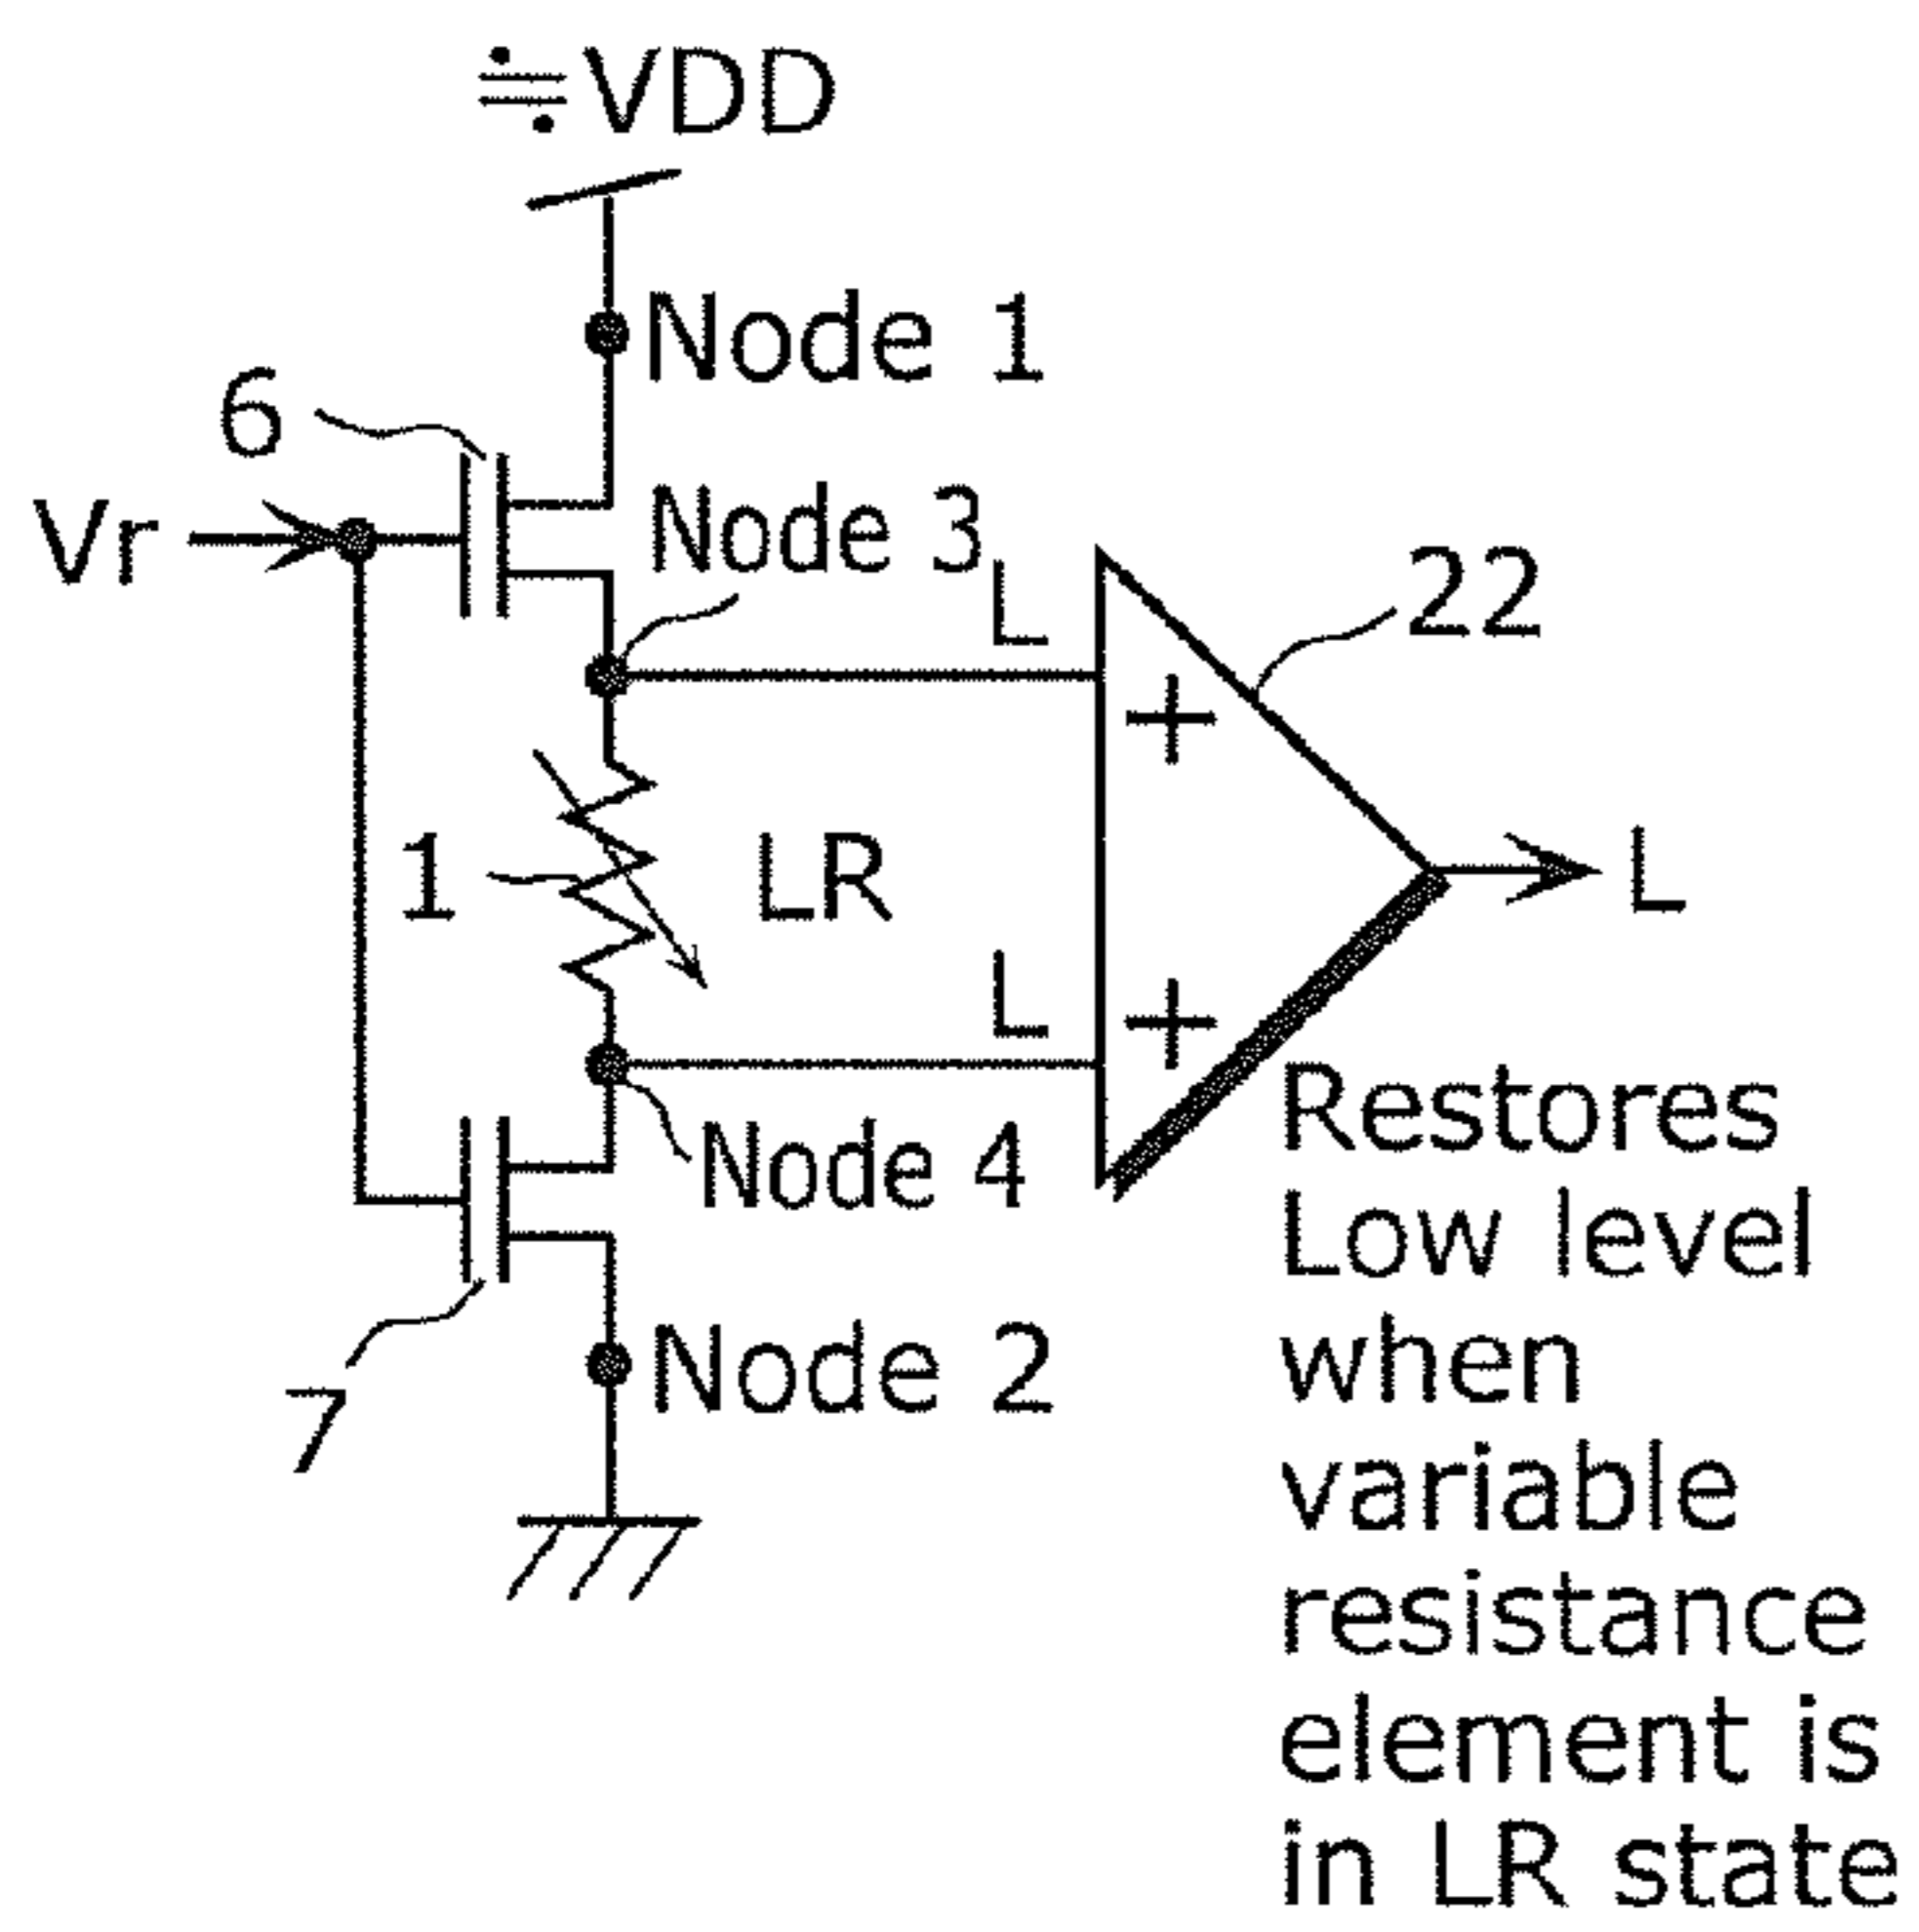 ≒VDD
Node 1
6
Vr
Node 3
L
22
+
1
LR
L
L
+
Node 4
7
Node 2
Restores
Low level
when
variable
resistance
element is
in LR state